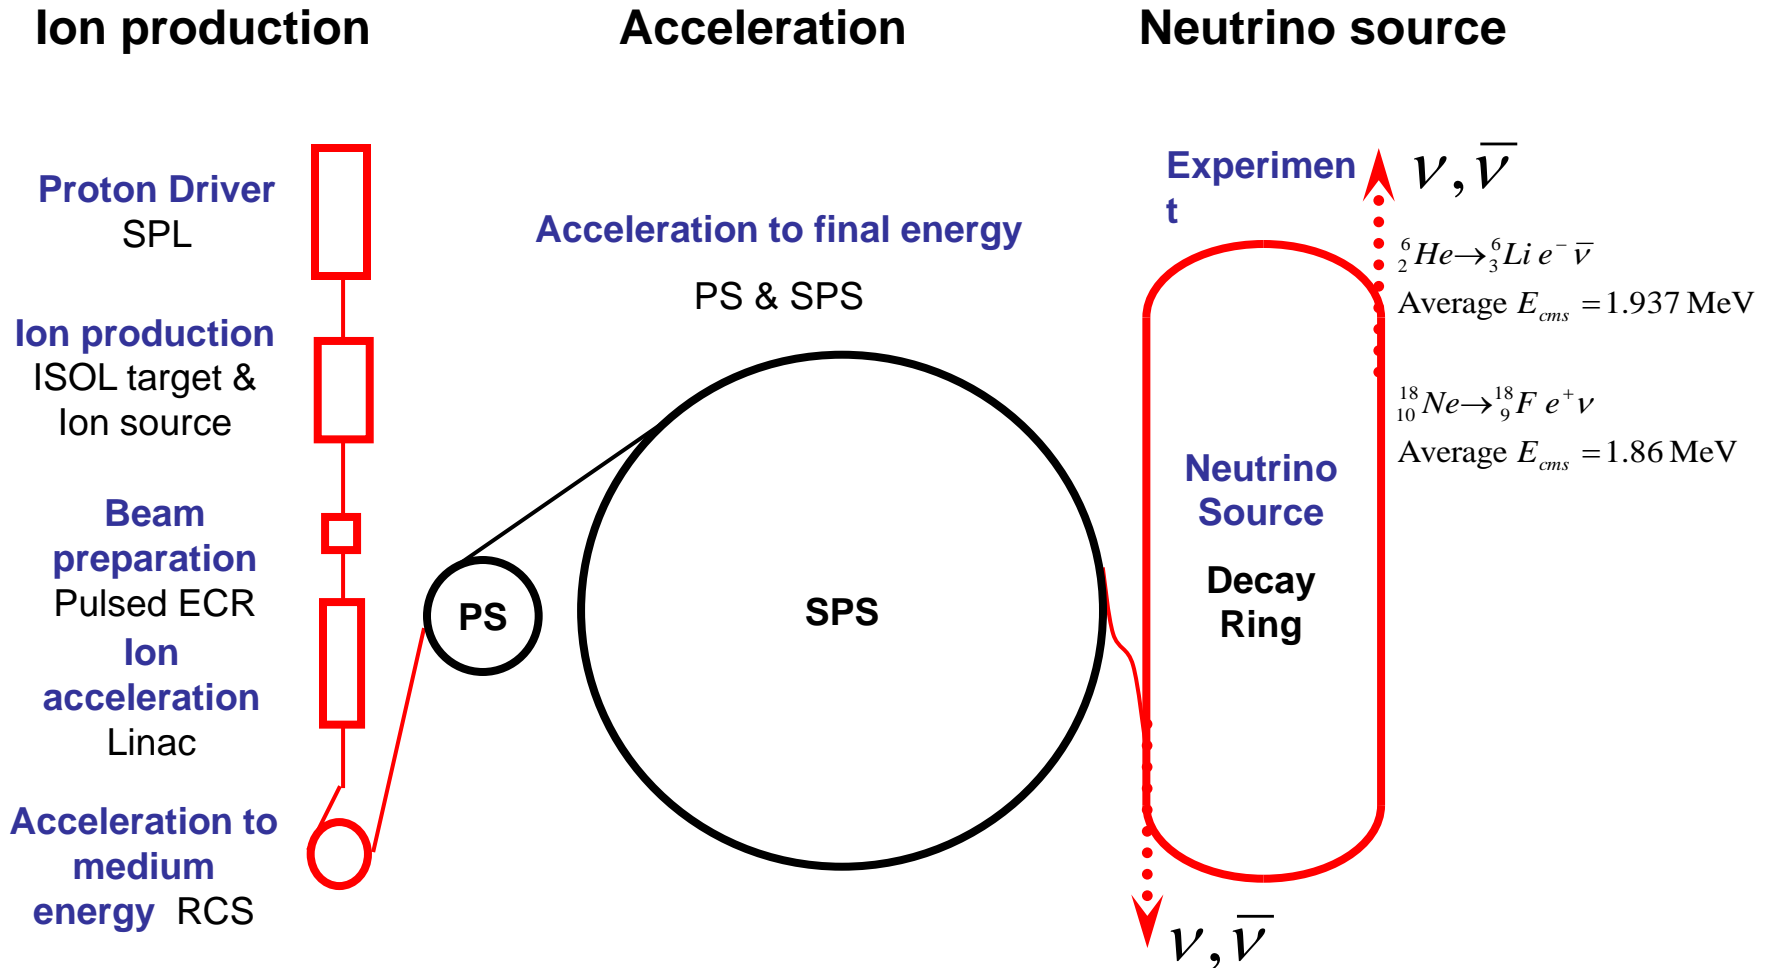 Ion production
Acceleration
Neutrino source
Proton Driver
SPL
Ion production
ISOL target &
Ion source
Beam
preparation
Pulsed ECR
Ion
acceleration
Linac
Acceleration to
medium
energy RCS
Acceleration to final energy
PS & SPS
PS
SPS
Experimen
t
ν, ν̅
⁶₂He→⁶₃Li e⁻ ν̅
Average E_cms = 1.937 MeV
¹⁸₁₀Ne→¹⁸₉F e⁺ ν
Average E_cms = 1.86 MeV
Neutrino
Source
Decay
Ring
ν, ν̅